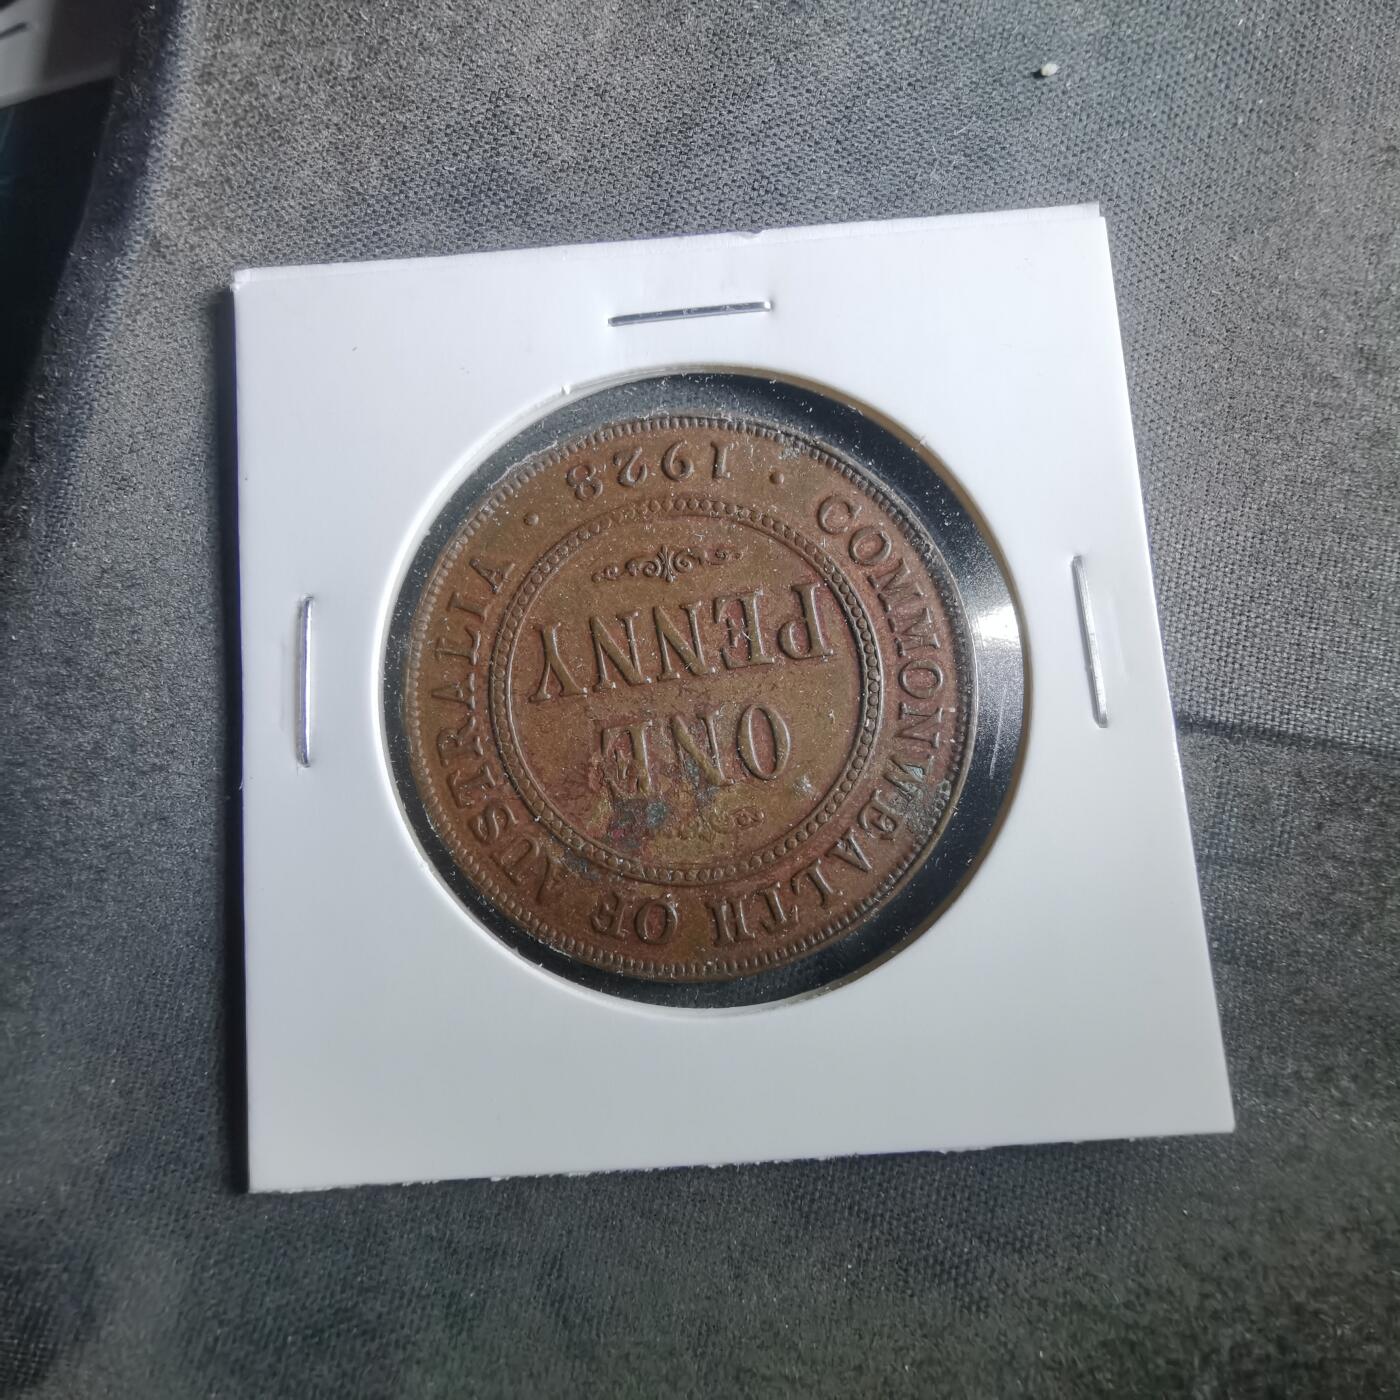 COMMONWEALTH OF AUSTRALIA
ONE
PENNY
· 1928 ·